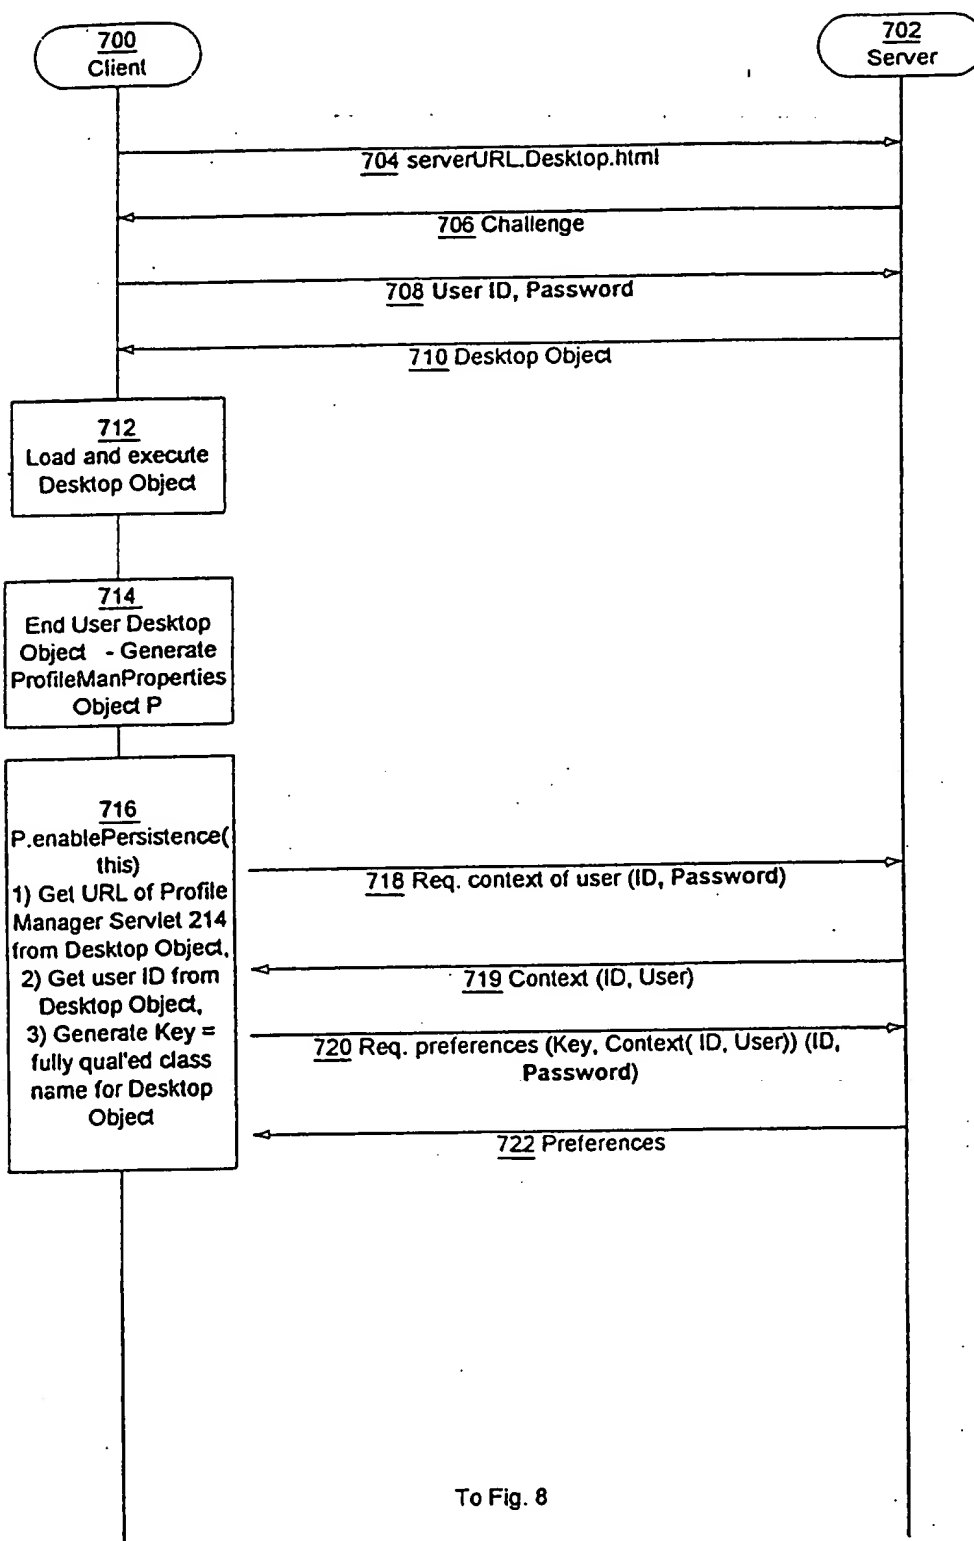 700
Client
702
Server
704 serverURL.Desktop.html
706 Challenge
708 User ID, Password
710 Desktop Object
712
Load and execute
Desktop Object
714
End User Desktop
Object - Generate
ProfileManProperties
Object P
716
P.enablePersistence(
this)
1) Get URL of Profile
Manager Servlet 214
from Desktop Object,
2) Get user ID from
Desktop Object,
3) Generate Key =
fully qual'ed class
name for Desktop
Object
718 Req. context of user (ID, Password)
719 Context (ID, User)
720 Req. preferences (Key, Context( ID, User)) (ID,
Password)
722 Preferences
To Fig. 8